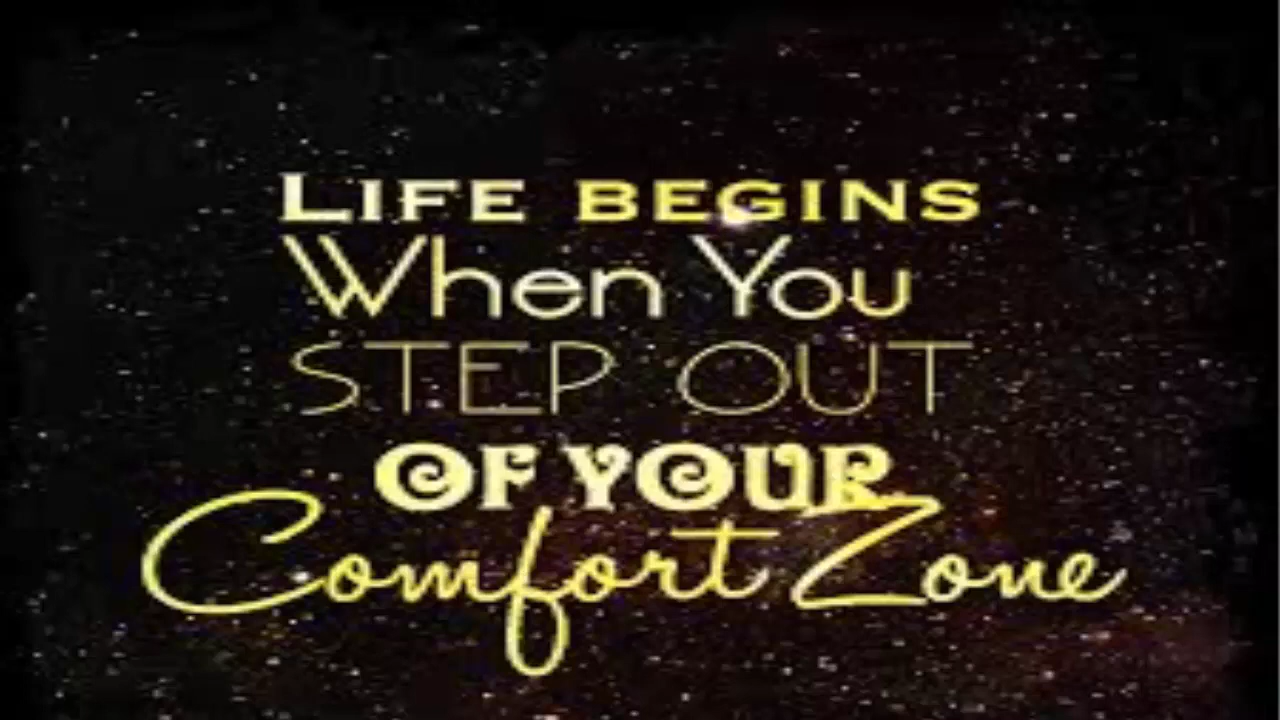 LIFE BEGINS
When You
STEP OUT
OF YOUR
Comfort Zone